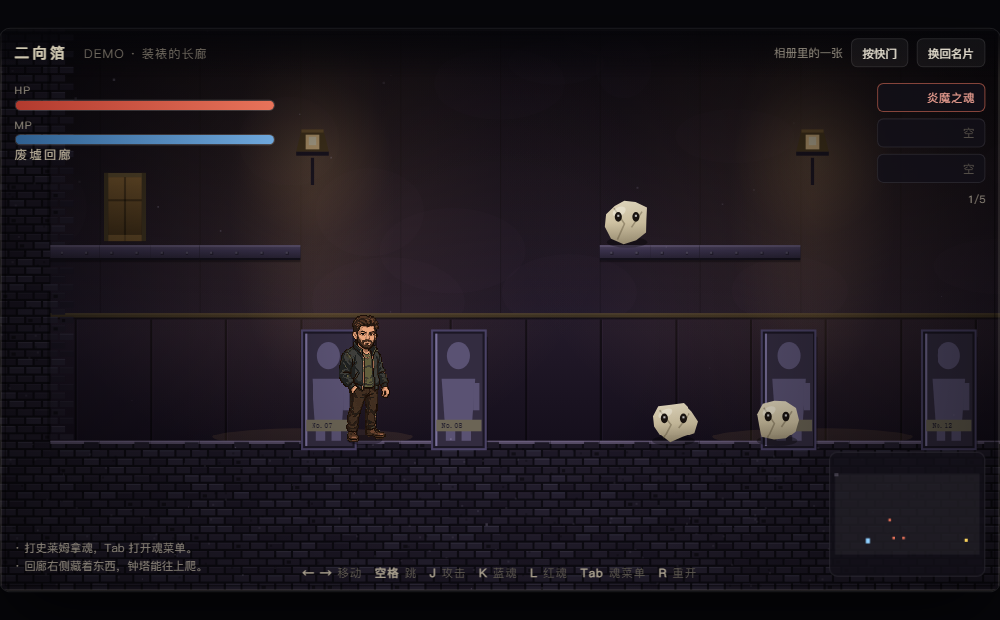 二向箔 DEMO · 装裱的长廊
相册里的一张 按快门 换回名片
HP
MP
废墟回廊
炎魔之魂
空
空
1/5
No. 07
No. 08
No. 12
· 打史莱姆拿魂，Tab 打开魂菜单。
· 回廊右侧藏着东西，钟塔能往上爬。
← → 移动 空格 跳 J 攻击 K 蓝魂 L 红魂 Tab 魂菜单 R 重开